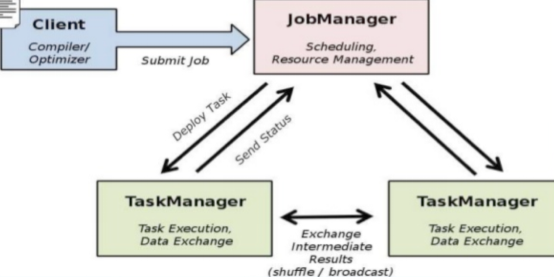 Client
Compiler/
Optimizer
Submit Job
JobManager
Scheduling,
Resource Management
Deploy Task
Send Status
TaskManager
Task Execution,
Data Exchange
Exchange
Intermediate
Results
(shuffle / broadcast)
TaskManager
Task Execution,
Data Exchange